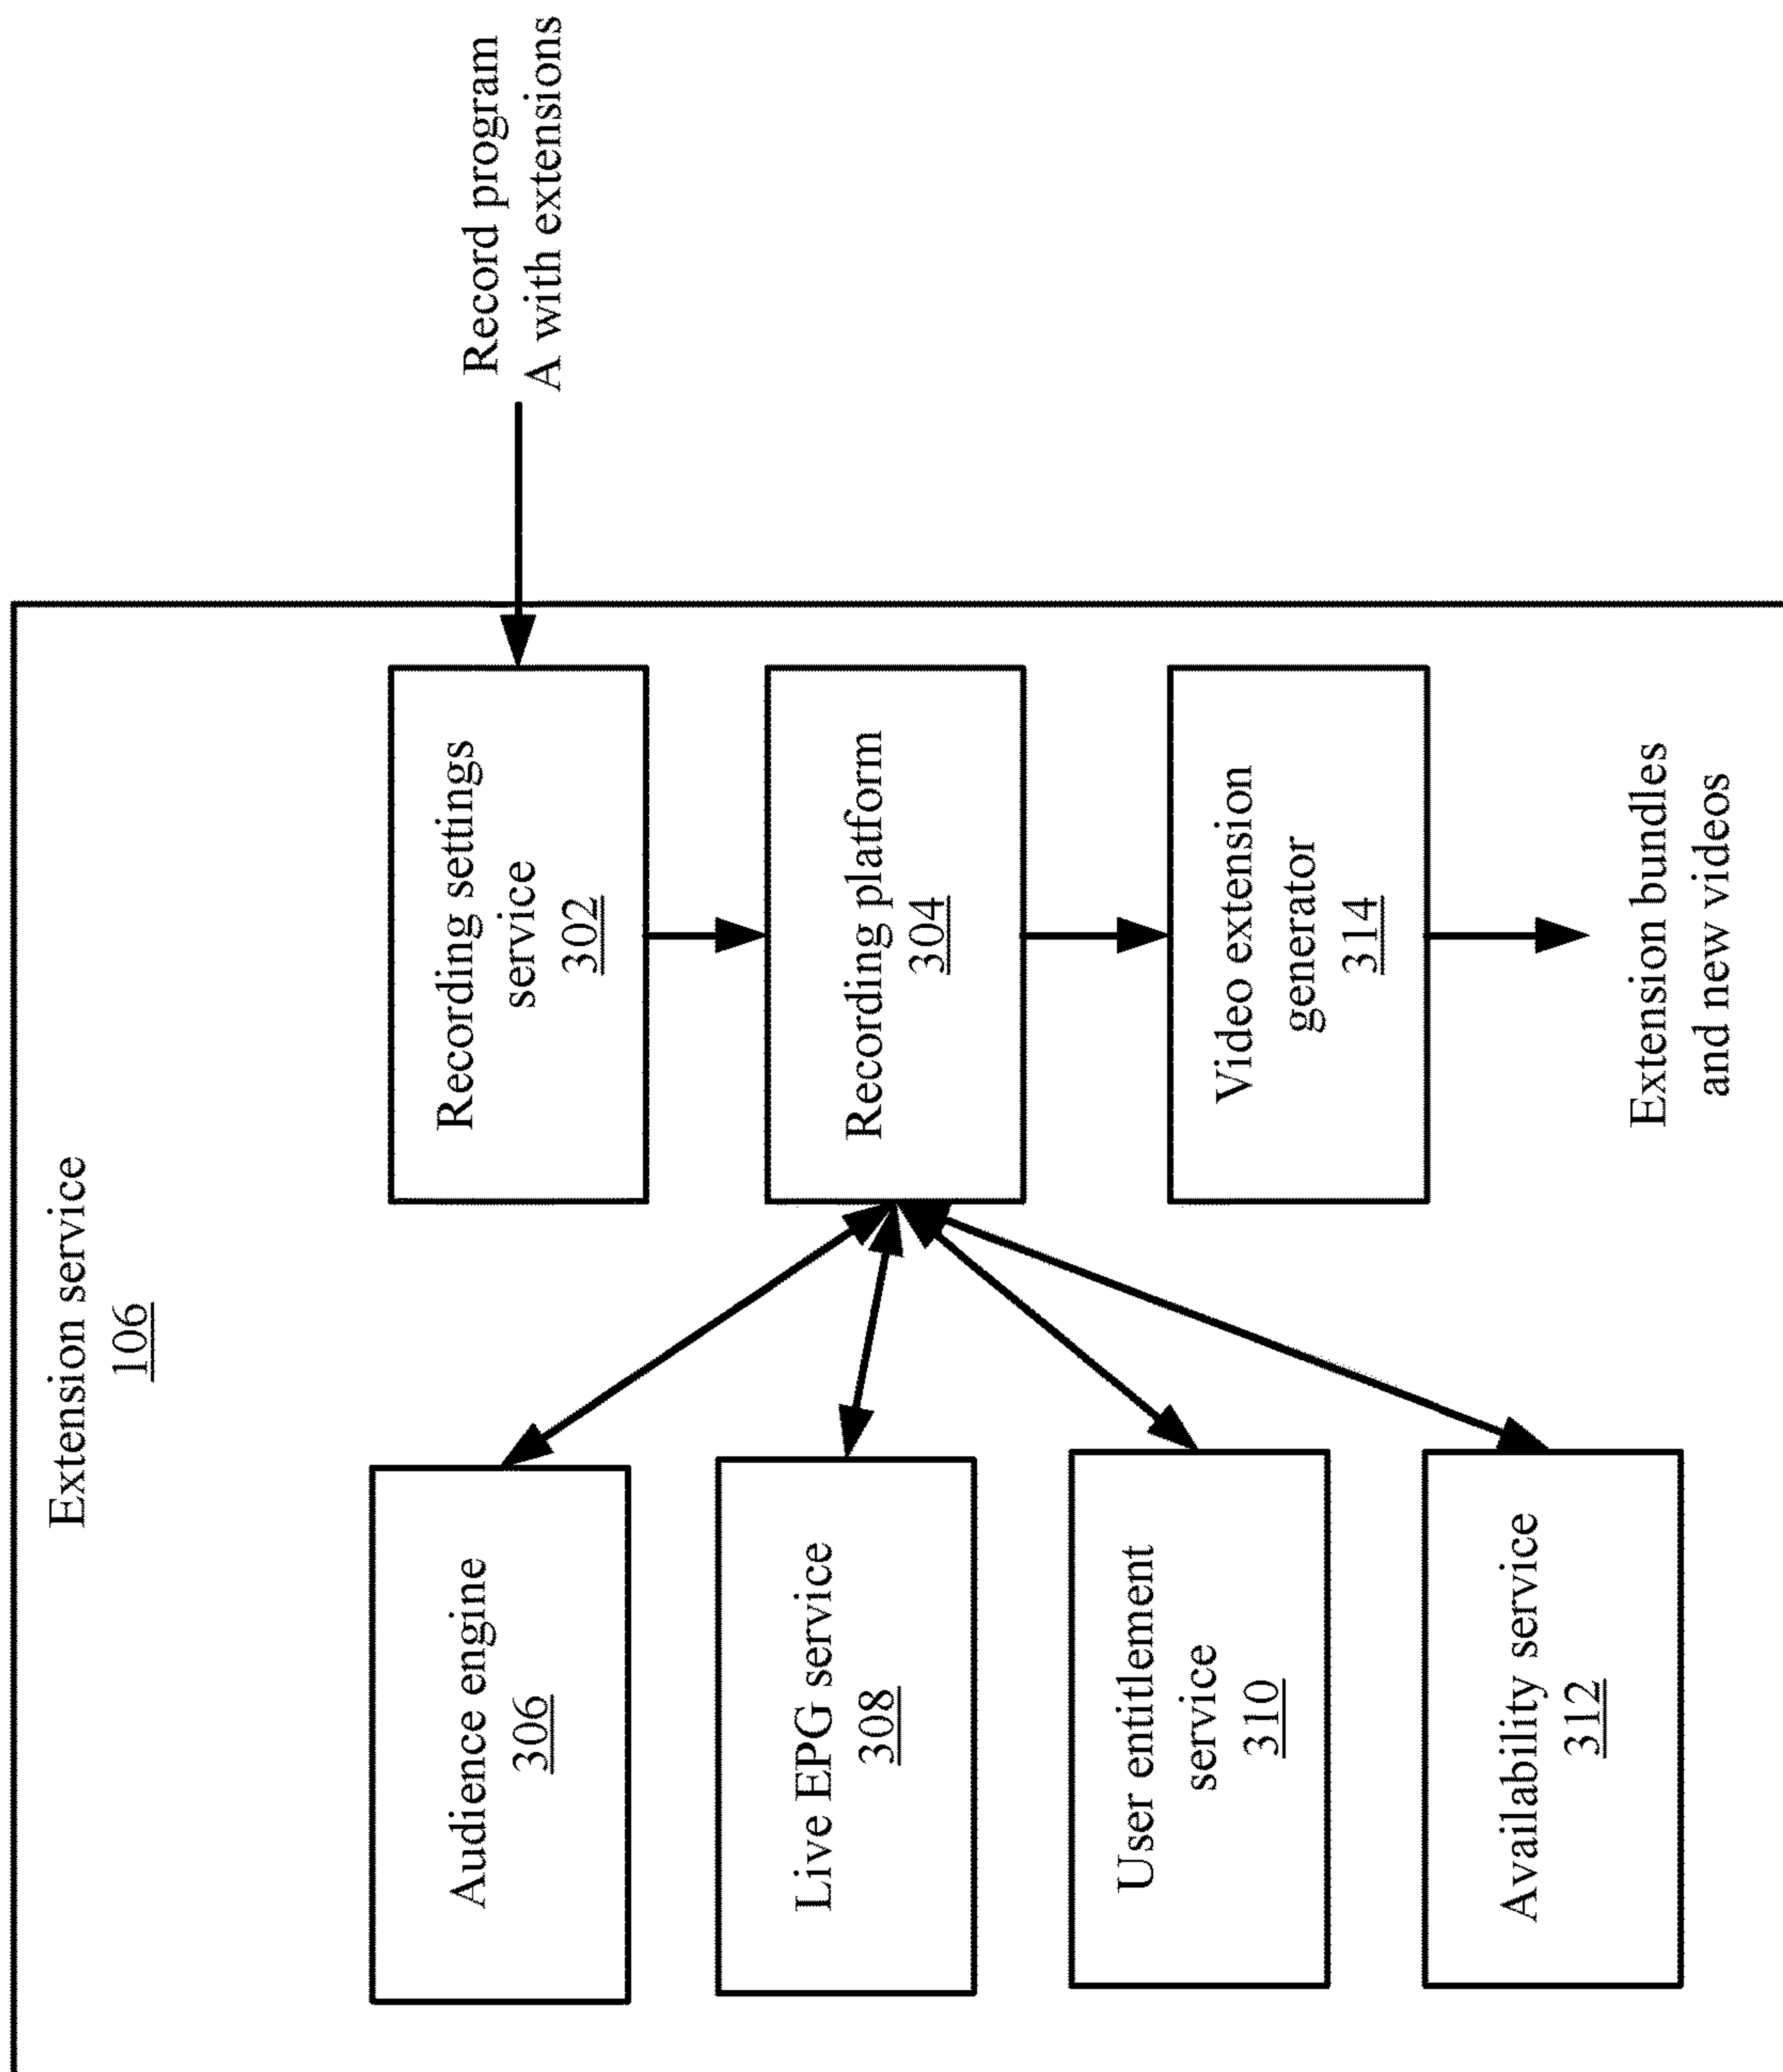 Extension service
106
Record program
A with extensions
Recording settings
service
302
Recording platform
304
Video extension
generator
314
Extension bundles
and new videos
Audience engine
306
Live EPG service
308
User entitlement
service
310
Availability service
312